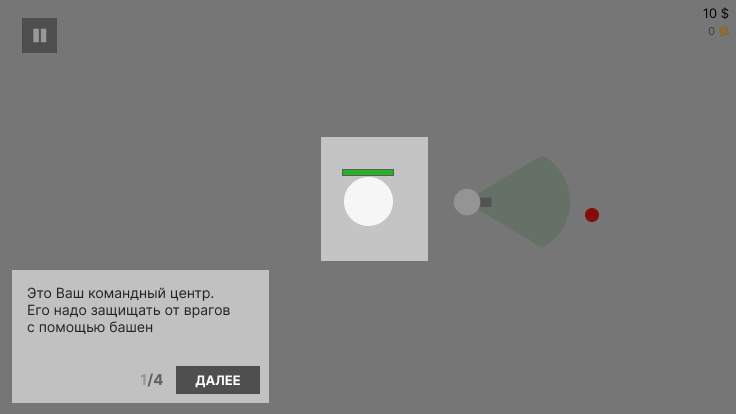 10 $
0
Это Ваш командный центр.
Его надо защищать от врагов
с помощью башен
1/4
ДАЛЕЕ